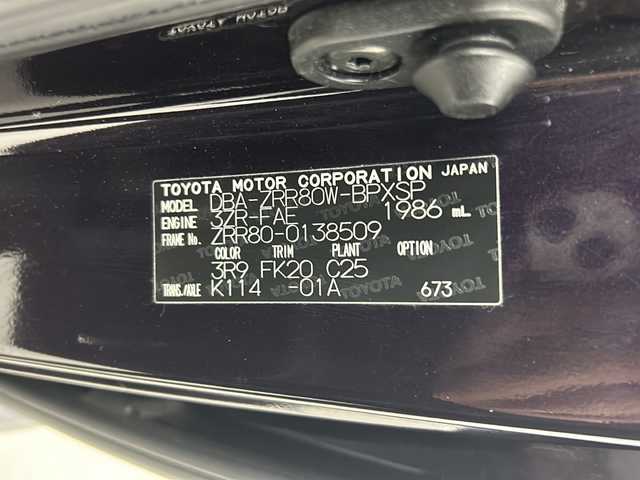 TOYOTA MOTOR CORPORATION JAPAN
MODEL DBA-ZRR80W-BPXSP
ENGINE 3ZR-FAE 1986 mL
FRAME No. ZRR80-0138509
COLOR TRIM PLANT OPTION
3R9 FK20 C25
TRANS./AXLE K114 -01A 673